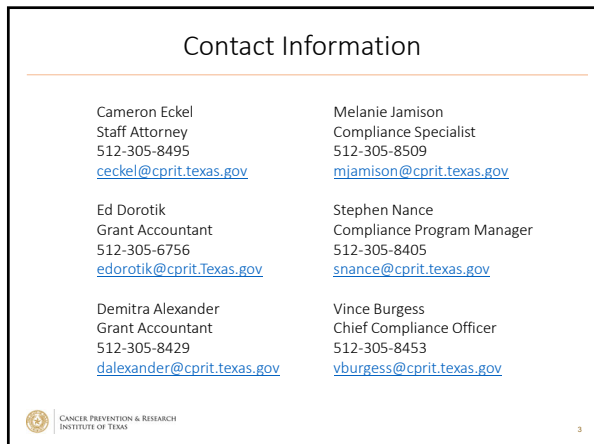 Contact Information
Cameron Eckel
Staff Attorney
512-305-8495
ceckel@cprit.texas.gov
Ed Dorotik
Grant Accountant
512-305-6756
edorotik@cprit.Texas.gov
Demitra Alexander
Grant Accountant
512-305-8429
dalexander@cprit.texas.gov
Melanie Jamison
Compliance Specialist
512-305-8509
mjamison@cprit.texas.gov
Stephen Nance
Compliance Program Manager
512-305-8405
snance@cprit.texas.gov
Vince Burgess
Chief Compliance Officer
512-305-8453
vburgess@cprit.texas.gov
CANCER PREVENTION & RESEARCH
INSTITUTE OF TEXAS
3